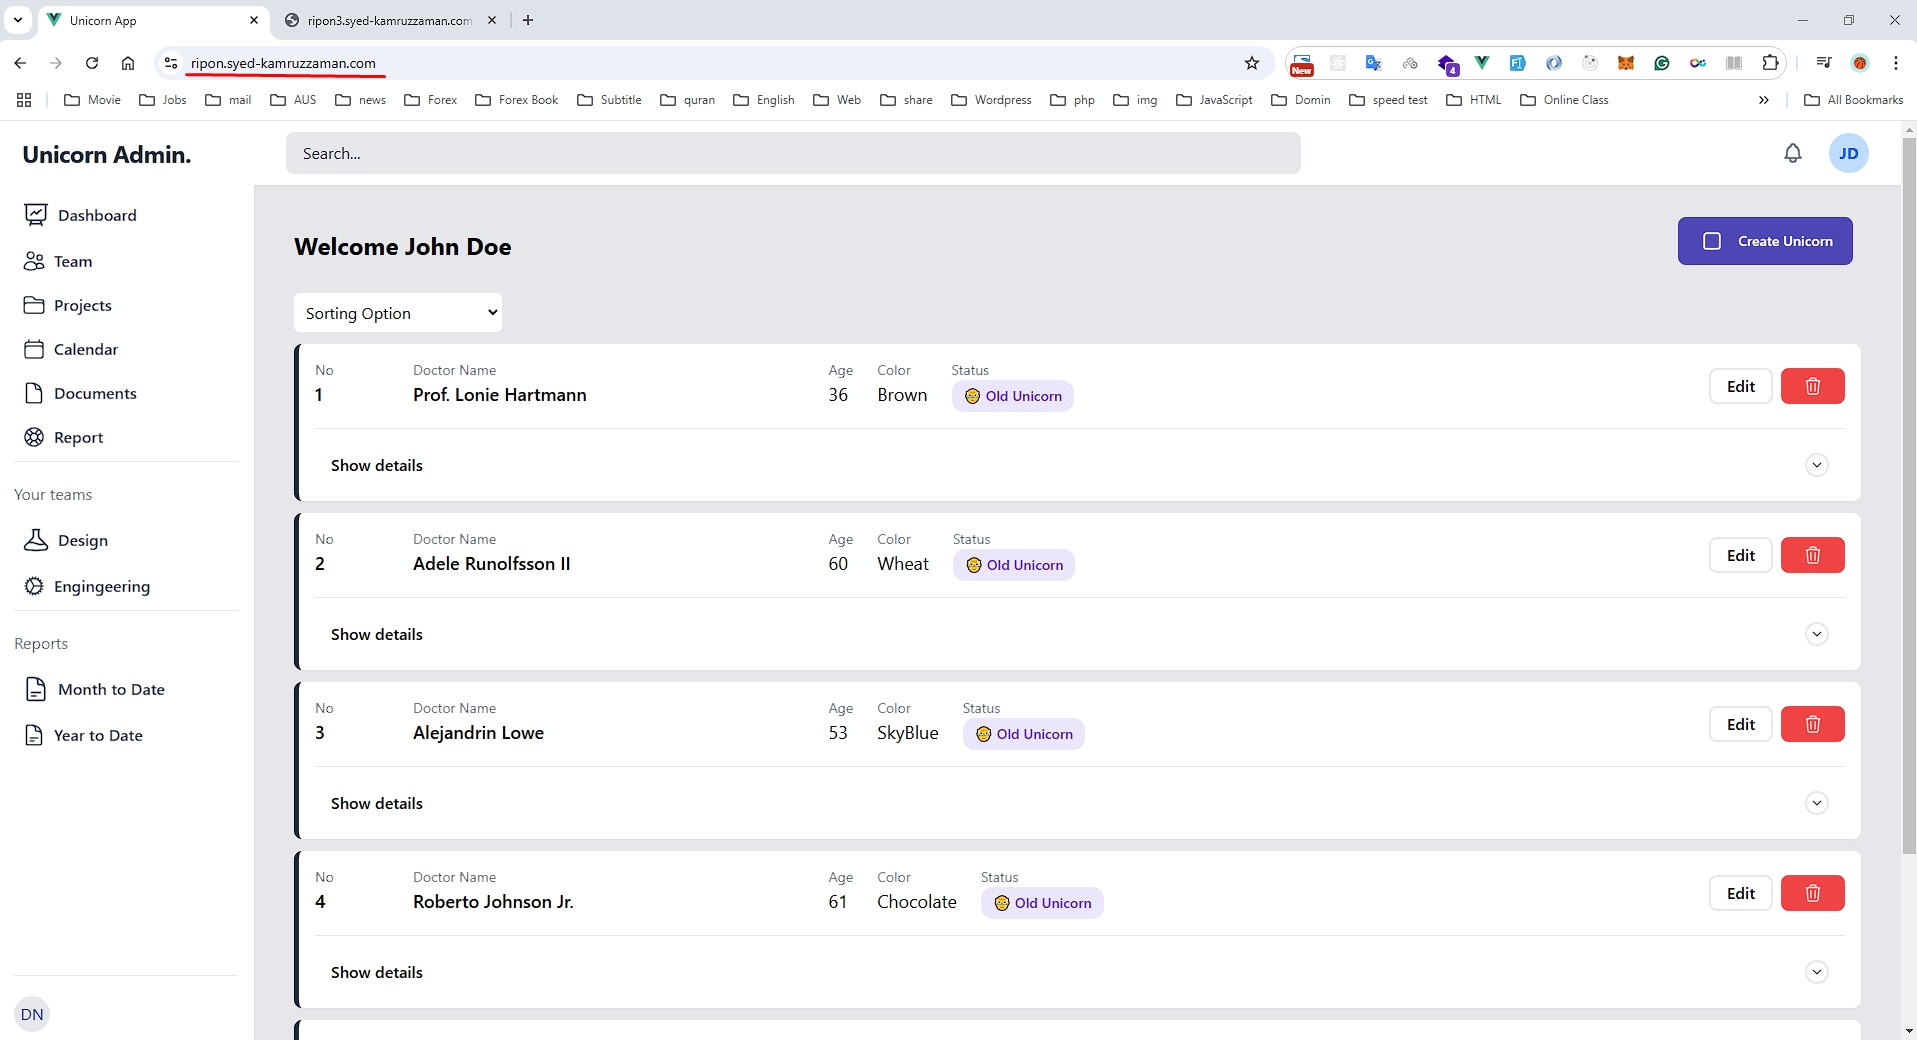 Unicorn App
ripon3.syed-kamruzzaman.com
ripon.syed-kamruzzaman.com
New
4
Movie Jobs mail AUS news Forex Forex Book Subtitle quran English Web share Wordpress php img JavaScript Domin speed test HTML Online Class » All Bookmarks
Unicorn Admin.
Search...
JD
Dashboard
Team
Projects
Calendar
Documents
Report
Your teams
Design
Engingeering
Reports
Month to Date
Year to Date
DN
Welcome John Doe
Create Unicorn
Sorting Option
No Doctor Name Age Color Status
1 Prof. Lonie Hartmann 36 Brown Old Unicorn Edit
Show details
No Doctor Name Age Color Status
2 Adele Runolfsson II 60 Wheat Old Unicorn Edit
Show details
No Doctor Name Age Color Status
3 Alejandrin Lowe 53 SkyBlue Old Unicorn Edit
Show details
No Doctor Name Age Color Status
4 Roberto Johnson Jr. 61 Chocolate Old Unicorn Edit
Show details